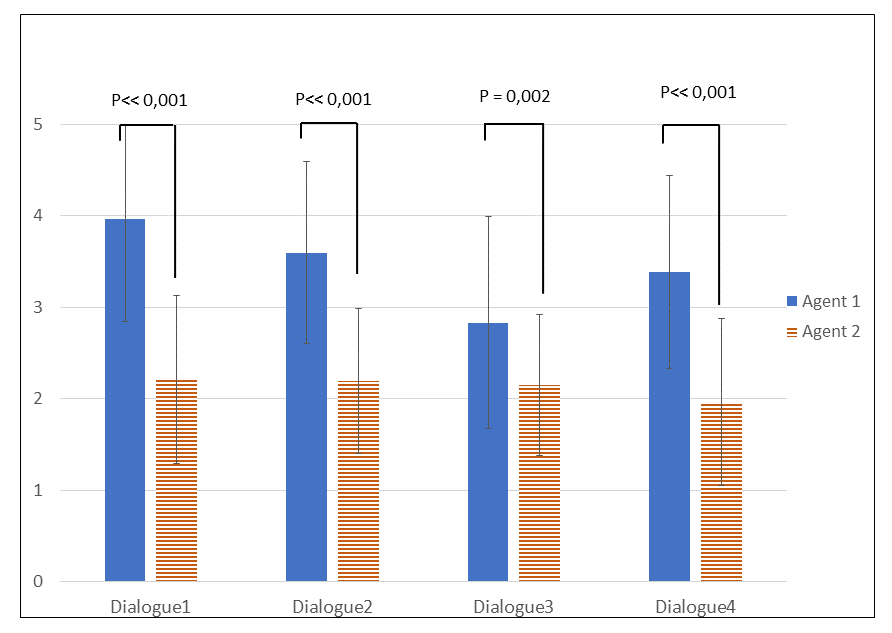 P<< 0,001
P<< 0,001
P = 0,002
P<< 0,001
5
4
3
2
1
0
Agent 1
Agent 2
Dialogue1
Dialogue2
Dialogue3
Dialogue4